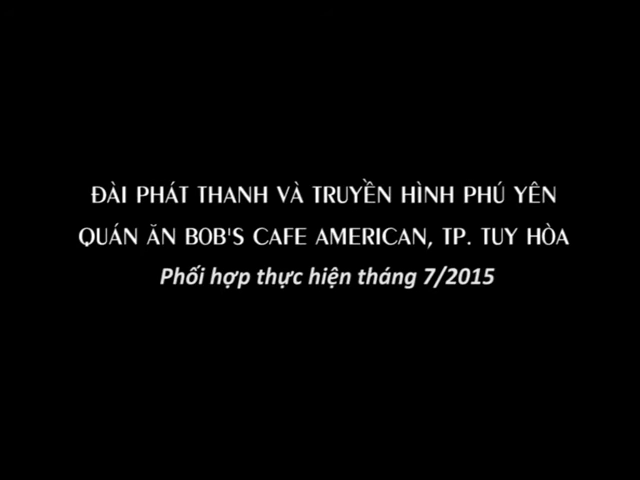 ĐÀI PHÁT THANH VÀ TRUYỀN HÌNH PHÚ YÊN
QUÁN ĂN BOB'S CAFE AMERICAN, TP. TUY HÒA
Phối hợp thực hiện tháng 7/2015